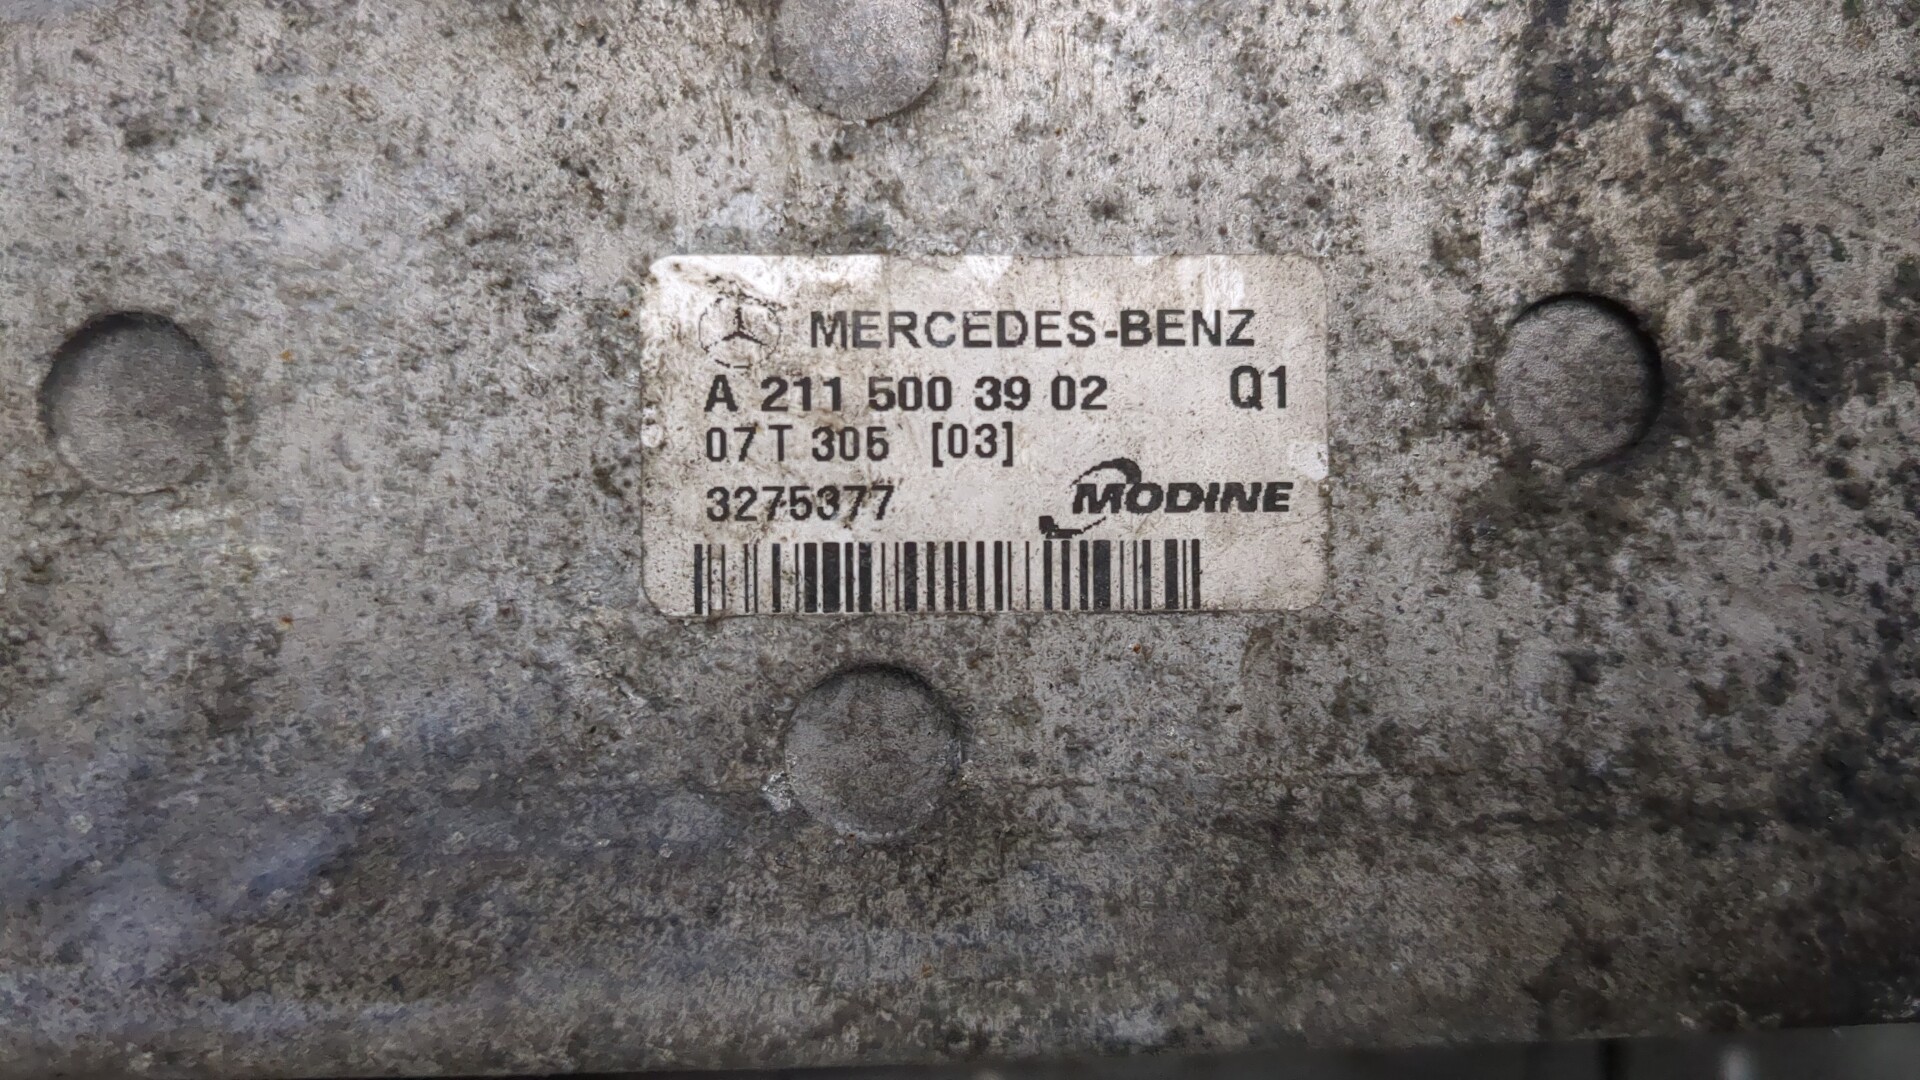 MERCEDES-BENZ
A 211 500 39 02 Q1
07 T 305 [03]
3275377 MODINE